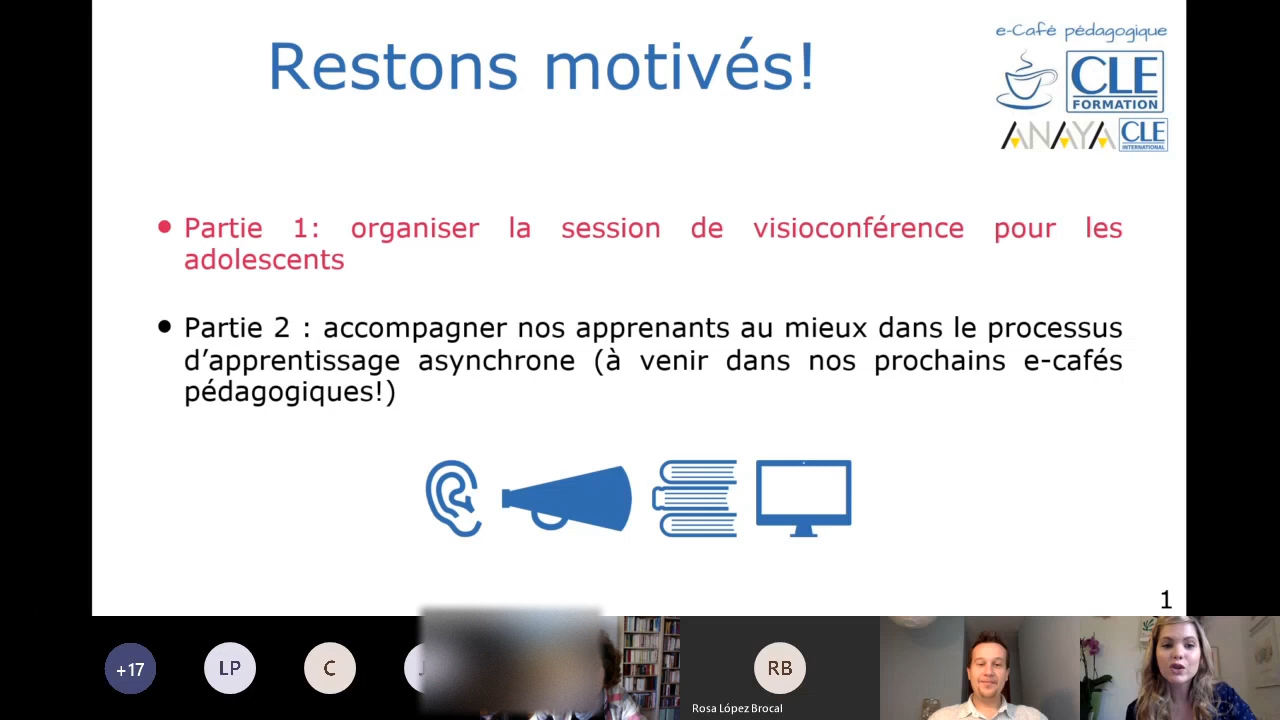 Restons motivés!
e-Café pédagogique
CLE
FORMATION
ANAYA CLE
INTERNATIONAL
• Partie 1: organiser la session de visioconférence pour les
adolescents
• Partie 2 : accompagner nos apprenants au mieux dans le processus
d’apprentissage asynchrone (à venir dans nos prochains e-cafés
pédagogiques!)
1
+17
LP
C
RB
Rosa López Brocal